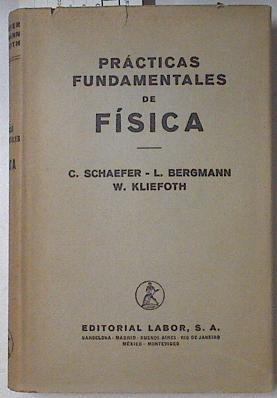 PRÁCTICAS
FUNDAMENTALES
DE
FÍSICA
C. SCHAEFER - L. BERGMANN
W. KLIEFOTH
EDITORIAL LABOR, S. A.
BARCELONA - MADRID - BUENOS AIRES - RIO DE JANEIRO
MÉXICO - MONTEVIDEO